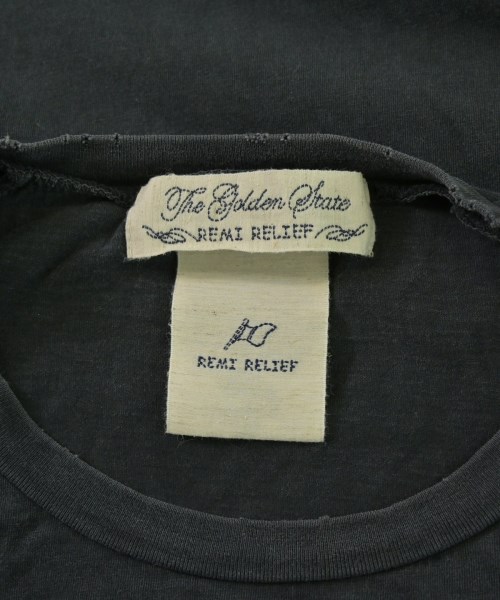 The Golden State
REMI RELIEF
REMI RELIEF